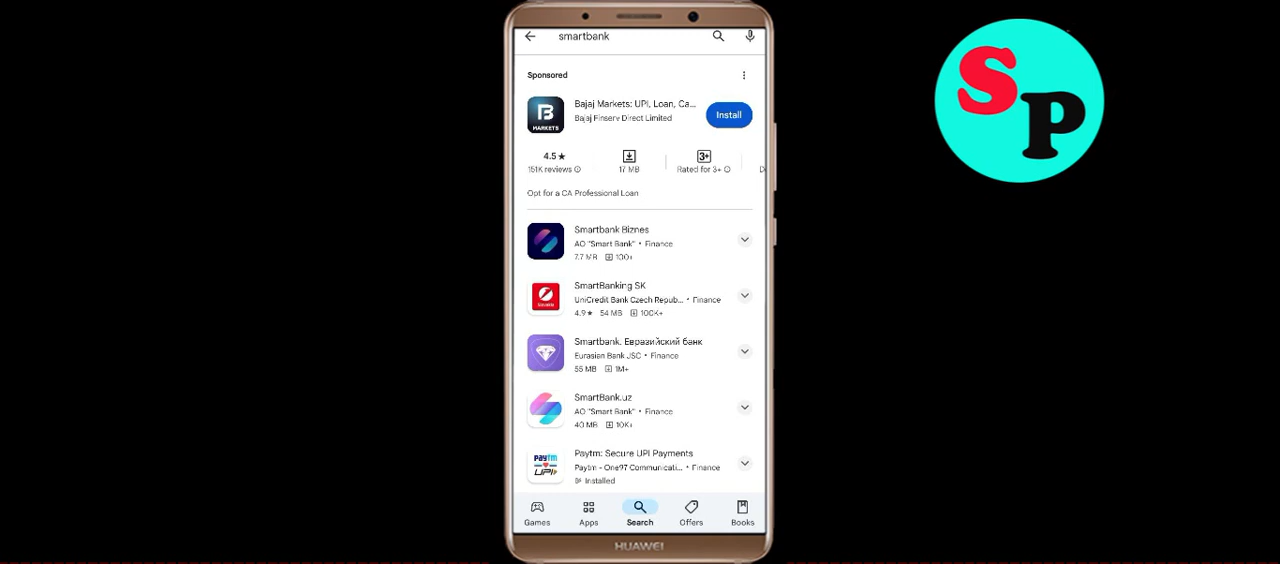 smartbank
SP
Sponsored
Bajaj Markets: UPI, Loan, Ca...
Bajaj Finserv Direct Limited
Install
B
MARKETS
4.5★
151K reviews
17 MB
3+
Rated for 3+
Opt for a CA Professional Loan
Smartbank Biznes
AO "Smart Bank" • Finance
7.7 MB 100+
SmartBanking SK
UniCredit Bank Czech Repub... • Finance
4.9★ 54 MB 100K+
Smartbank. Евразийский банк
Eurasian Bank JSC • Finance
55 MB 1M+
SmartBank.uz
AO "Smart Bank" • Finance
40 MB 10K+
Paytm: Secure UPI Payments
Paytm - One97 Communicati... • Finance
Installed
paytm
UPI
Games Apps Search Offers Books
HUAWEI